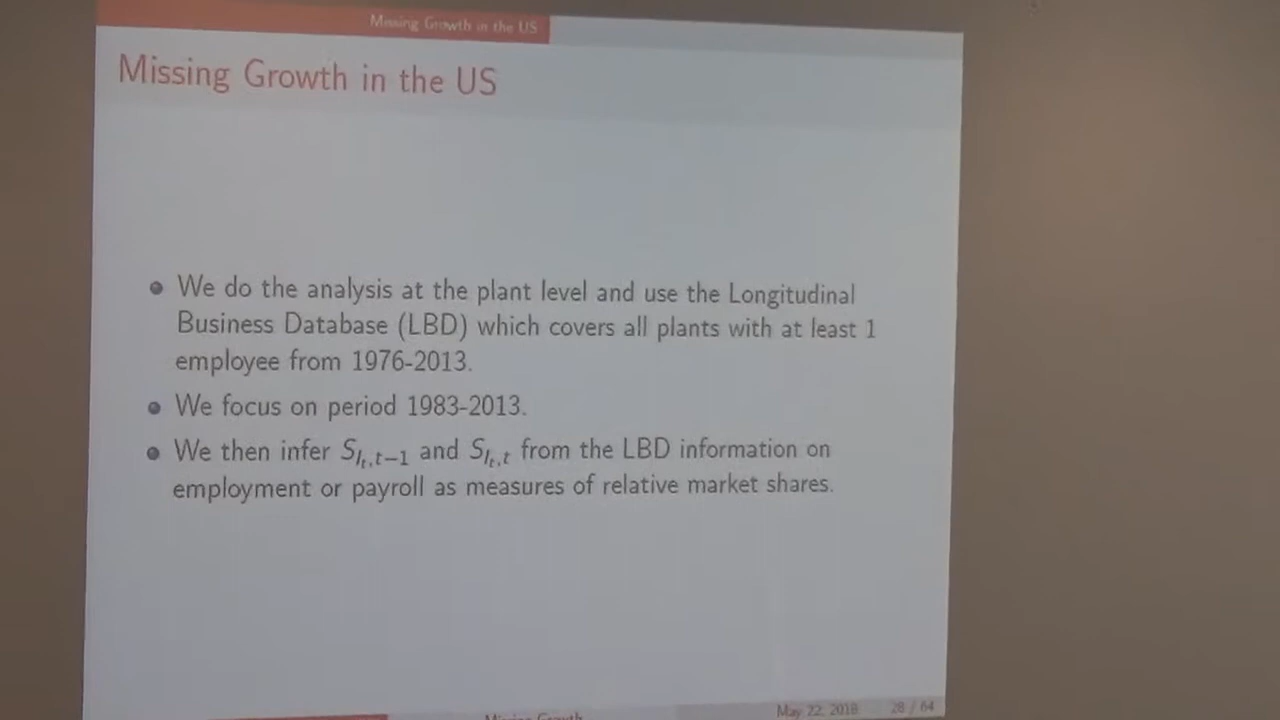 Missing Growth in the US
Missing Growth in the US
We do the analysis at the plant level and use the Longitudinal
Business Database (LBD) which covers all plants with at least 1
employee from 1976-2013.
We focus on period 1983-2013.
We then infer S_{I_t,t−1} and S_{I_t,t} from the LBD information on
employment or payroll as measures of relative market shares.
Missing Growth
May 22, 2018 28 / 64